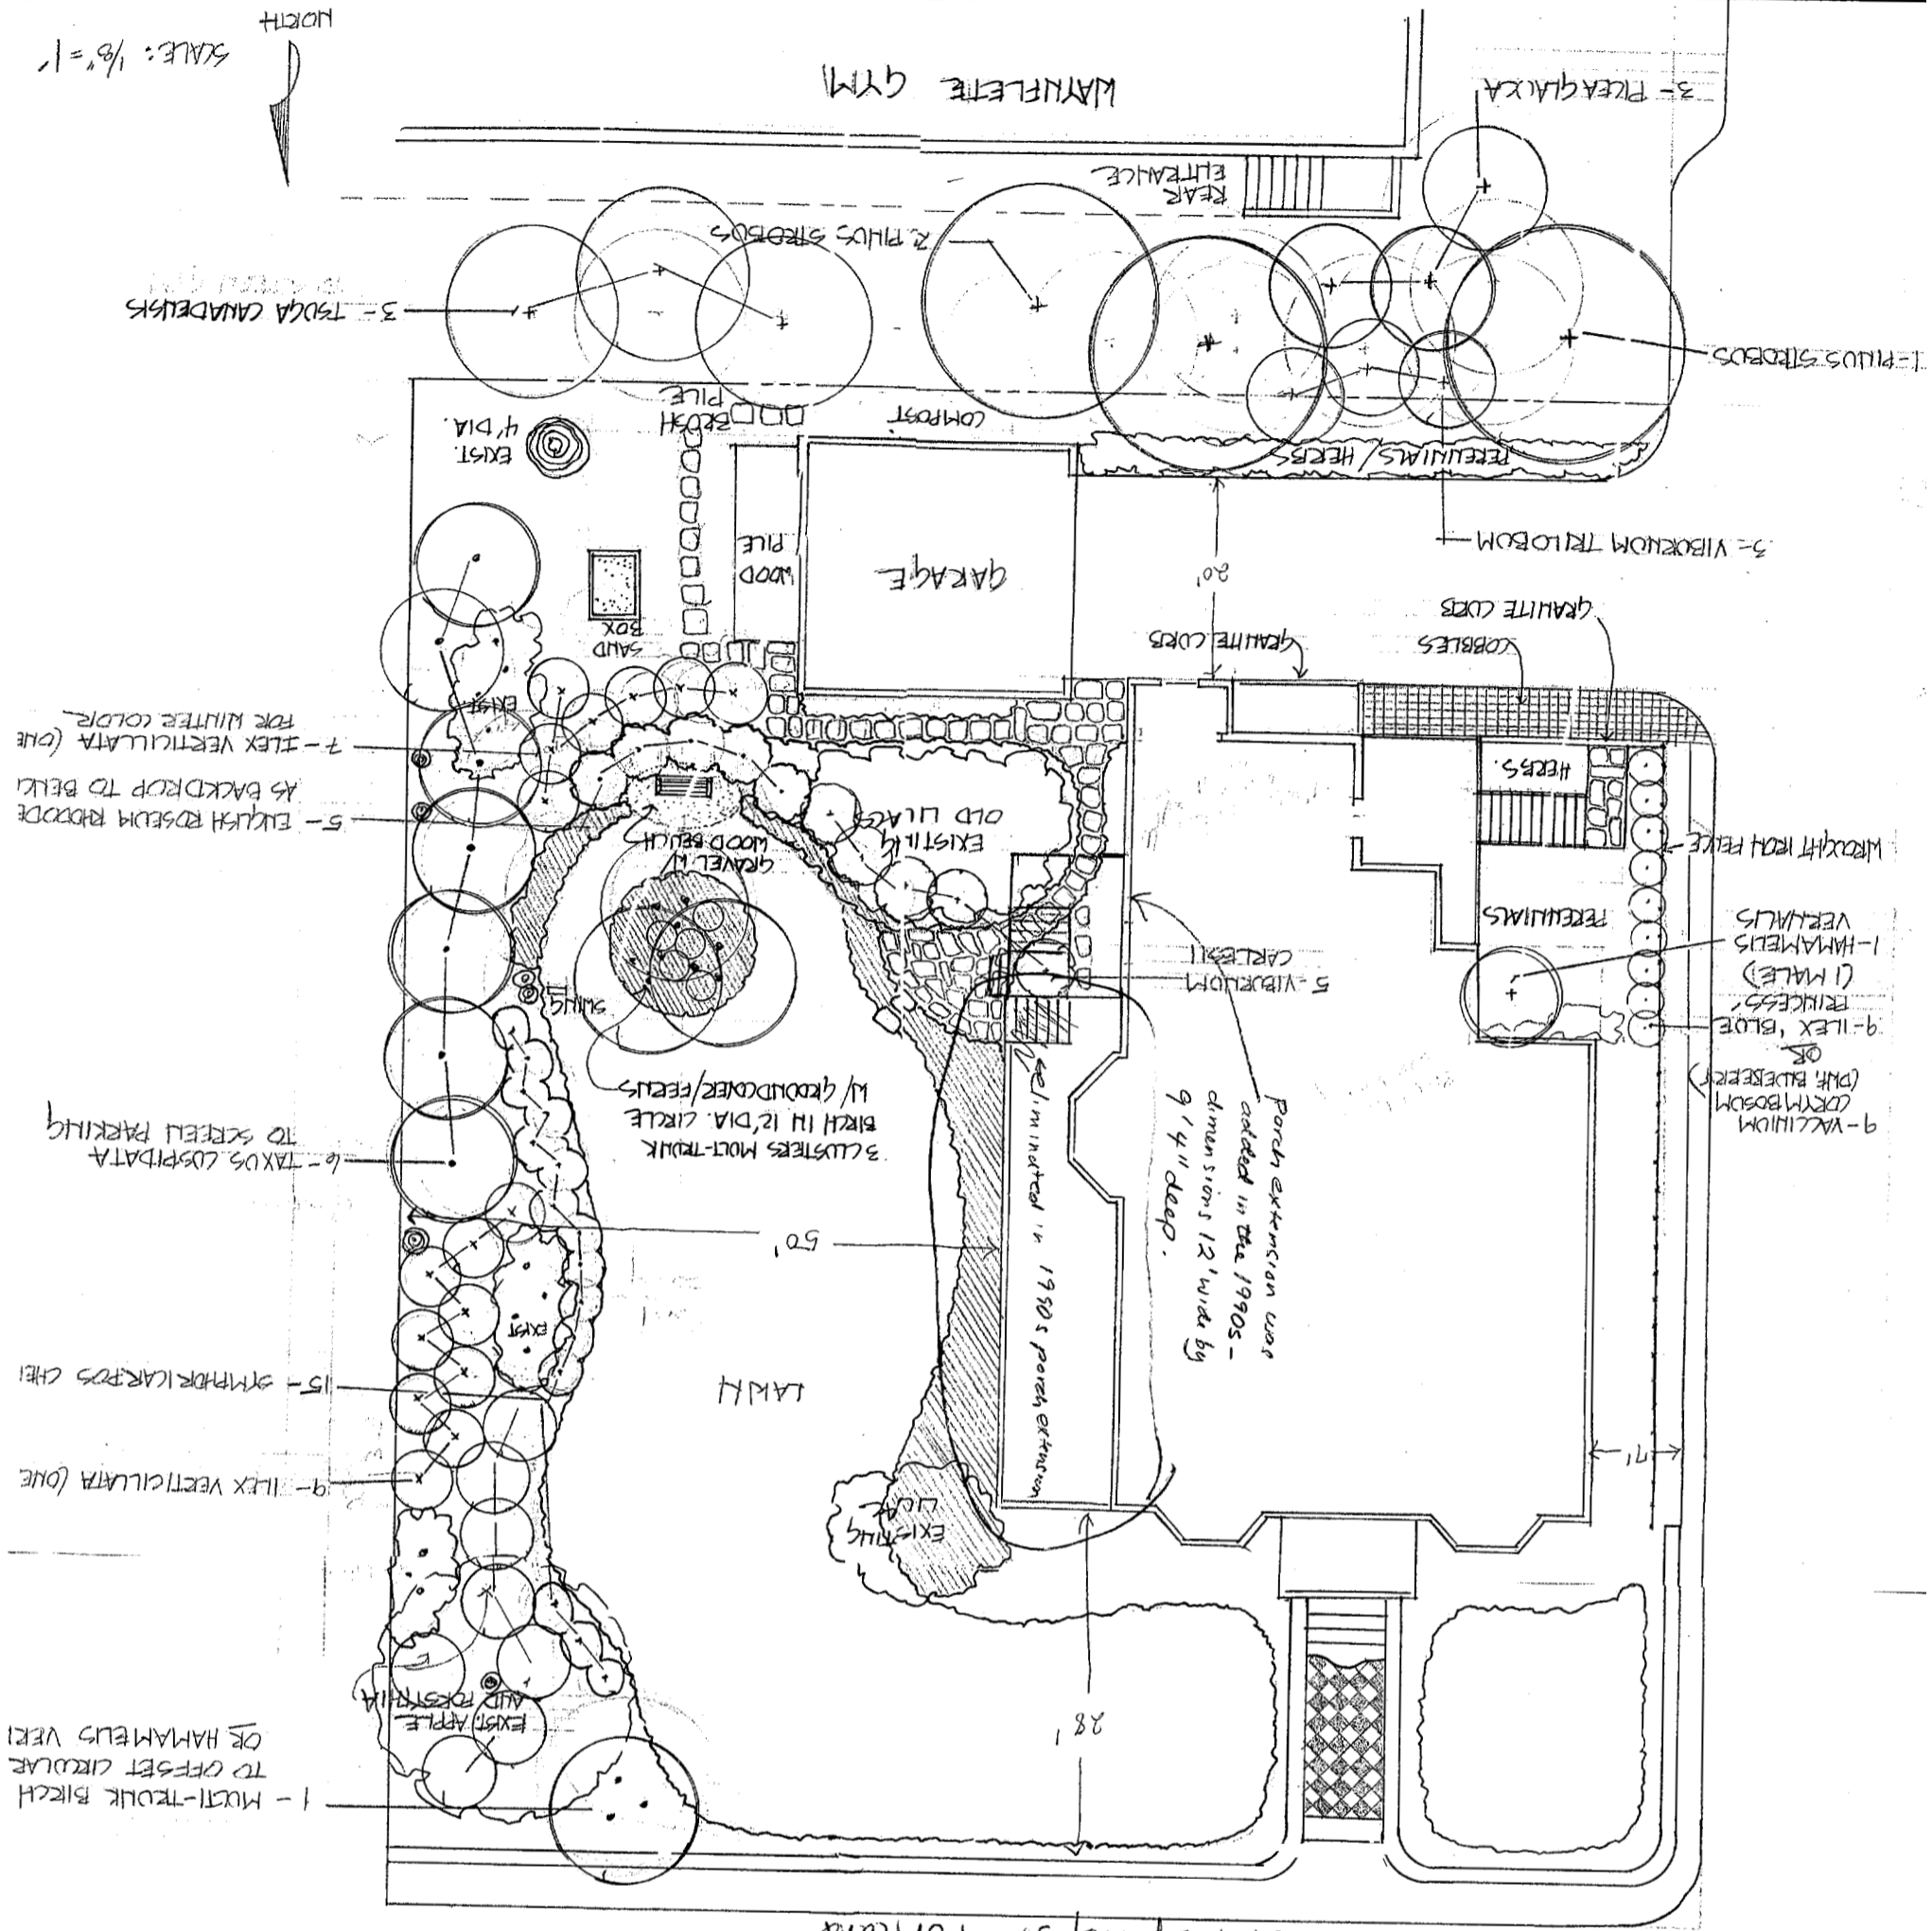 Portland
1 - MULTI-TRUNK BIRCH
TO OFFSET CIRCULAR
OR HAMAMELIS VERI
EXIST. APPLE
AND FORSYTHIA
28'
EXISTING
LILAC
17'
9- ILEX VERTICILLATA (ONE
15- SYMPHORICARPOS CHEI
LAWN
EXIST
50'
6- TAXUS CUSPIDATA
TO SCREEN PARKING
3 CLUSTERS MULTI-TRUNK
BIRCH IN 12' DIA. CIRCLE
W/ GROUNDCOVER/FERNS
eliminated in 1990s porch extension
Porch extension was
added in the 1990s -
dimensions 12' wide by
9'4" deep.
9- VACCINIUM
CORYMBOSUM
(DNF. BLUEBERRY)
OR
9- ILEX 'BLUE
PRINCESS'
(1 MALE)
1- HAMAMELIS
VERNALIS
SWING
5- VIBURNUM
CARLESII
PERENNIALS
WROUGHT IRON FENCE
GRAVEL W/
WOOD BENCH
EXISTING
OLD LILACS
5- ENGLISH ROSEUM RHODODE
AS BACKDROP TO BENC
7- ILEX VERTICILLATA (ONE
FOR WINTER COLOR
EXIST
HERBS.
SAND
BOX
GRANITE CURB
COBBLES
GRANITE CURB
WOOD
PILE
GARAGE
20'
3- VIBURNUM TRILOBUM
EXIST.
4' DIA.
BRUSH
PILE
COMPOST
PERENNIALS/HERBS
1- PINUS STROBUS
3- TSUGA CANADENSIS
2. PINUS STROBUS
REAR
ENTRANCE
3- PICEA GLAUCA
WAYNFLETE GYM
SCALE: 1/8" = 1'
NORTH